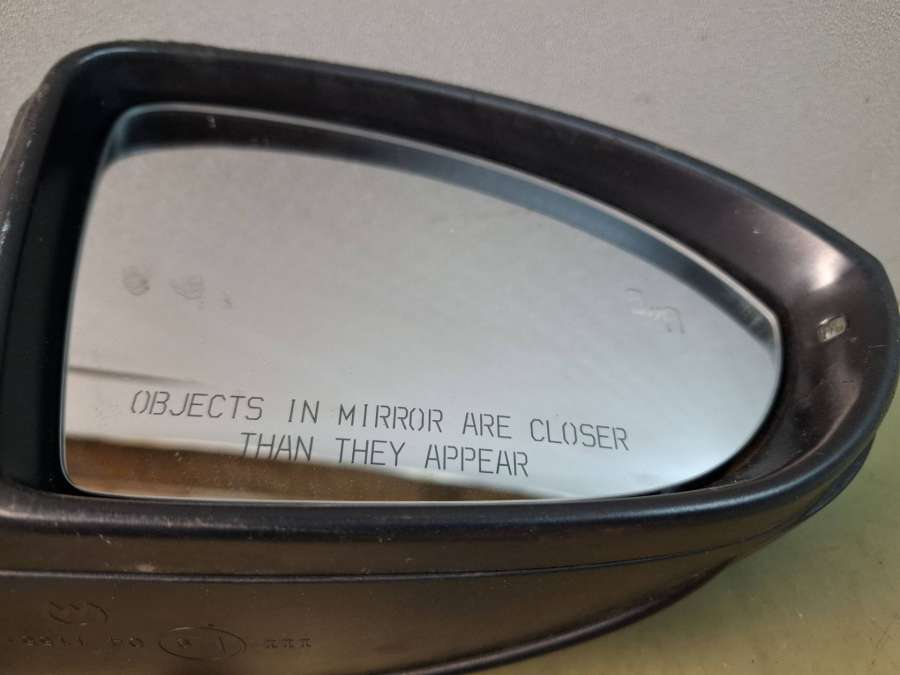 OBJECTS IN MIRROR ARE CLOSER
THAN THEY APPEAR